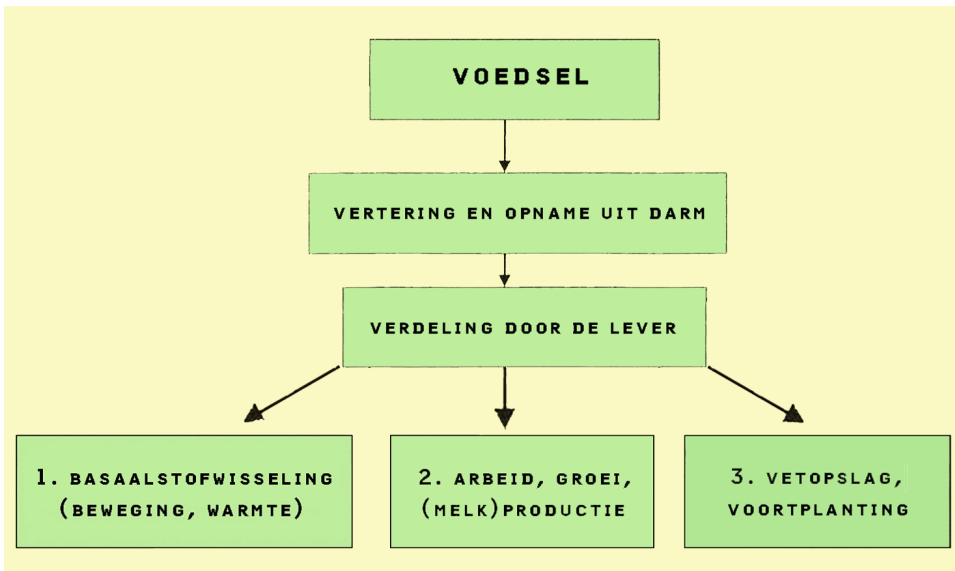 VOEDSEL
VERTERING EN OPNAME UIT DARM
VERDELING DOOR DE LEVER
1. BASAALSTOFWISSELING
(BEWEGING, WARMTE)
2. ARBEID, GROEI,
(MELK)PRODUCTIE
3. VETOPSLAG,
VOORTPLANTING